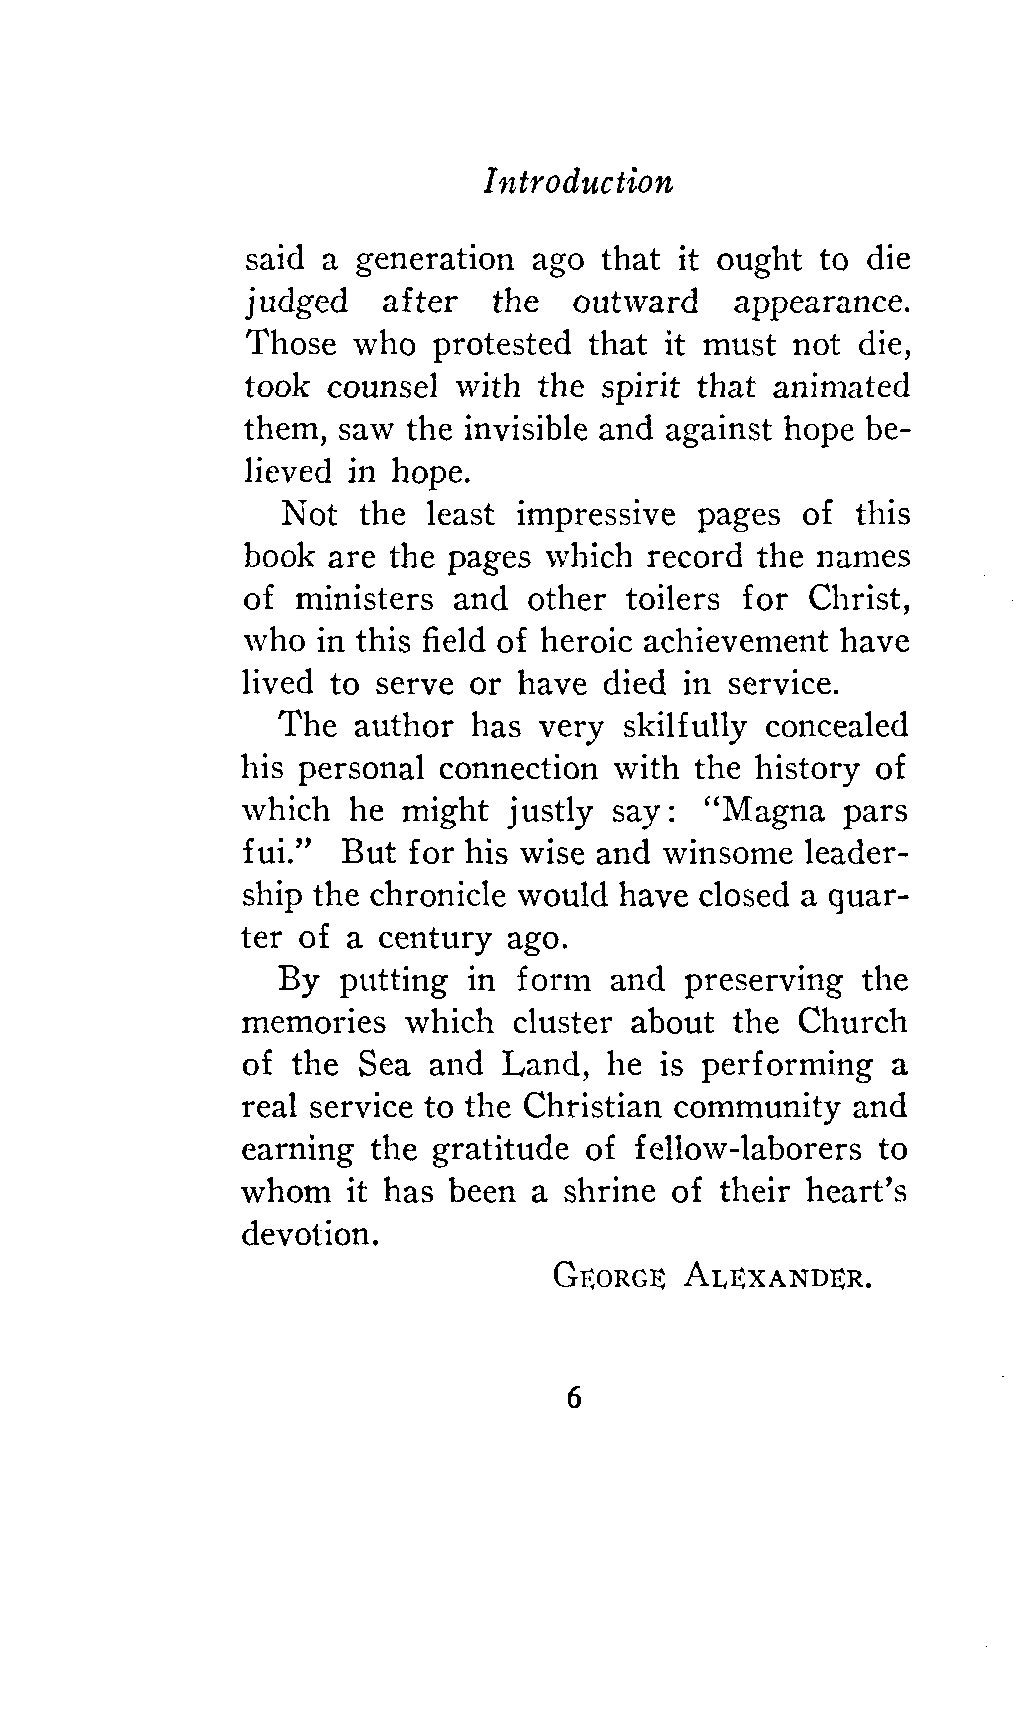 Introduction
said a generation ago that it ought to die
judged after the outward appearance.
Those who protested that it must not die,
took counsel with the spirit that animated
them, saw the invisible and against hope be-
lieved in hope.
Not the least impressive pages of this
book are the pages which record the names
of ministers and other toilers for Christ,
who in this field of heroic achievement have
lived to serve or have died in service.
The author has very skilfully concealed
his personal connection with the history of
which he might justly say: “Magna pars
fui.” But for his wise and winsome leader-
ship the chronicle would have closed a quar-
ter of a century ago.
By putting in form and preserving the
memories which cluster about the Church
of the Sea and Land, he is performing a
real service to the Christian community and
earning the gratitude of fellow-laborers to
whom it has been a shrine of their heart's
devotion.
George Alexander.
6